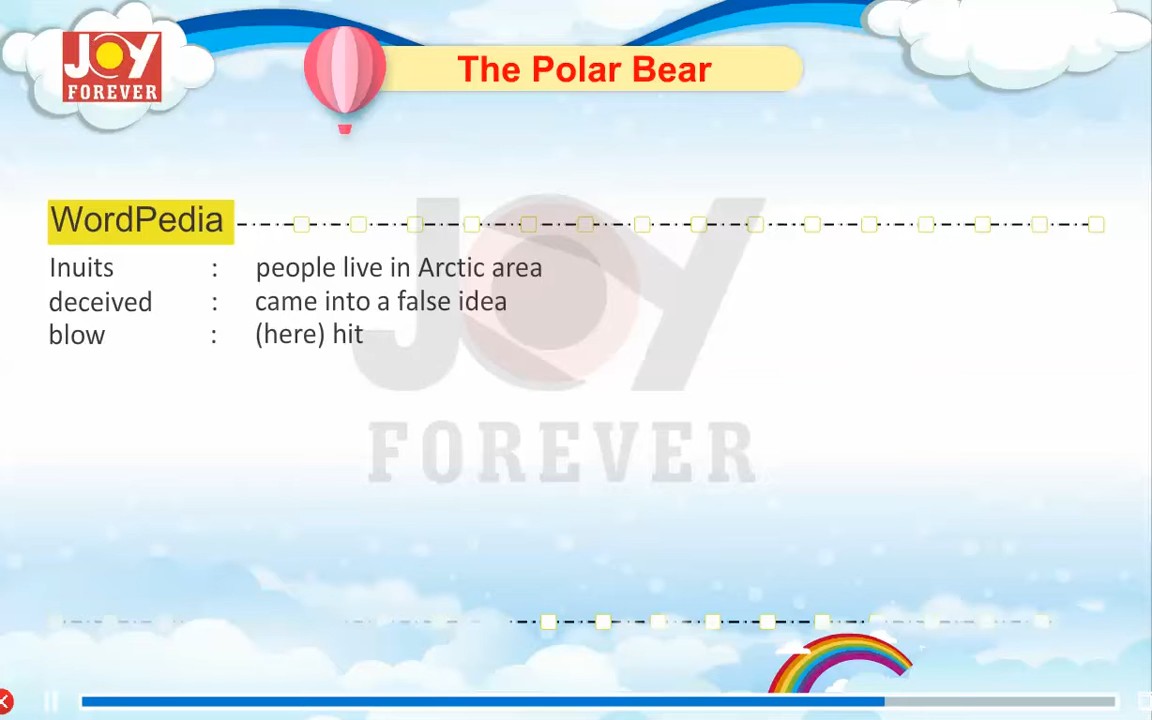 JOY
FOREVER
The Polar Bear
WordPedia
Inuits : people live in Arctic area
deceived : came into a false idea
blow : (here) hit
JOY
FOREVER